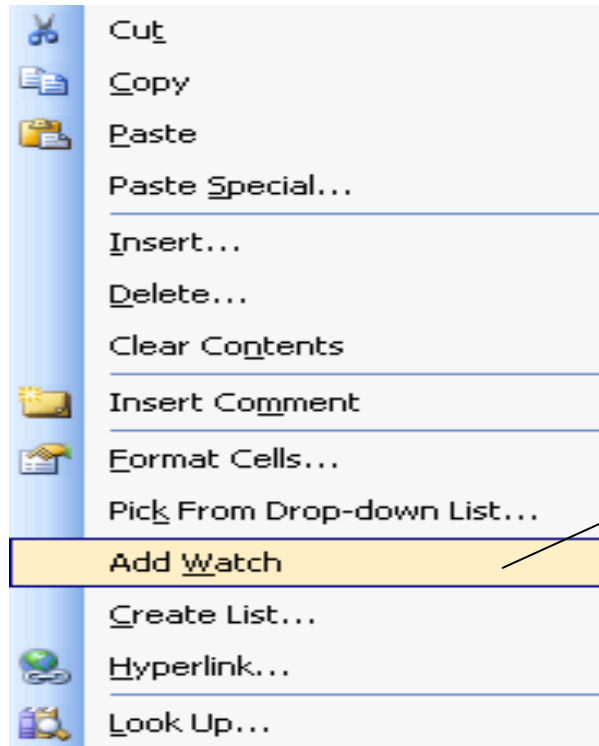 Cut
Copy
Paste
Paste Special...
Insert...
Delete...
Clear Contents
Insert Comment
Format Cells...
Pick From Drop-down List...
Add Watch
Create List...
Hyperlink...
Look Up...